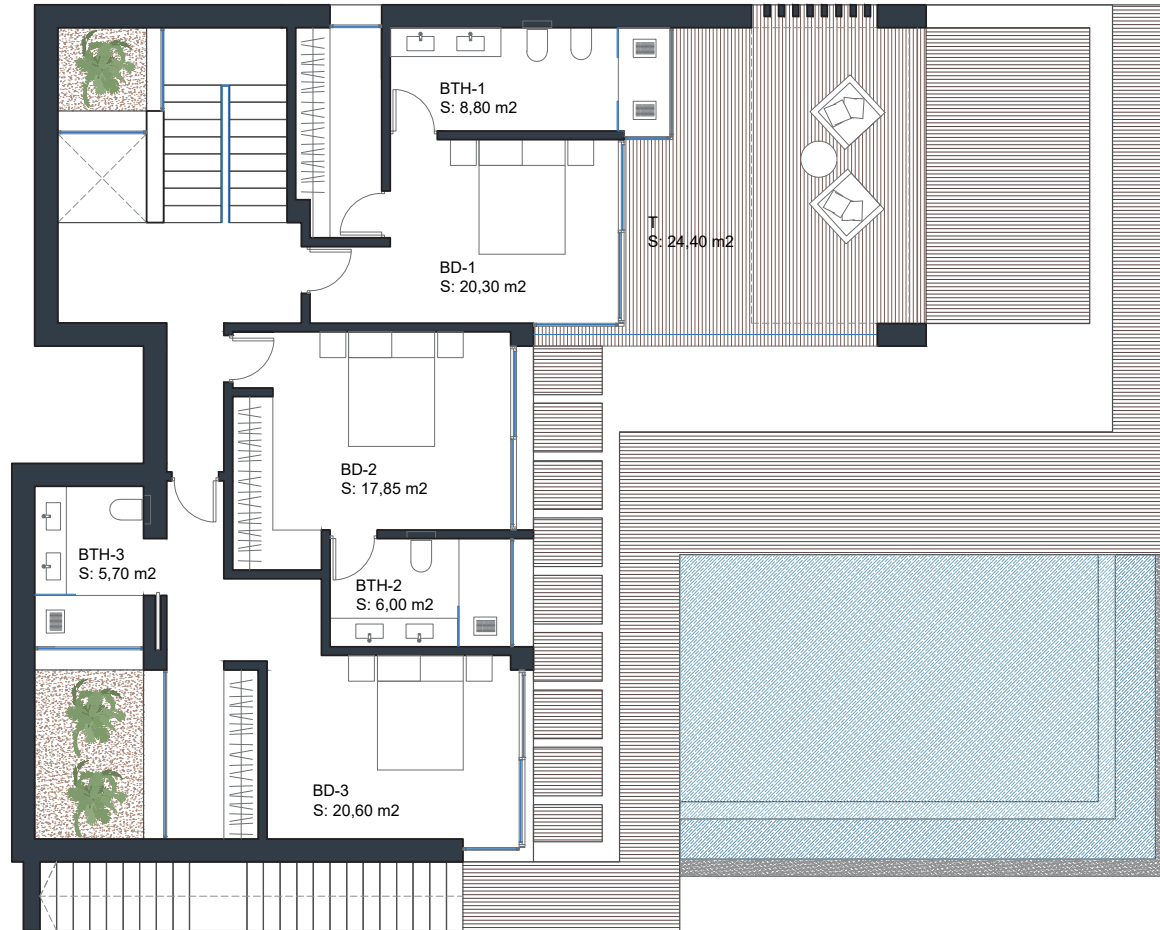 BTH-1
S: 8,80 m2
T
S: 24,40 m2
BD-1
S: 20,30 m2
BD-2
S: 17,85 m2
BTH-3
S: 5,70 m2
BTH-2
S: 6,00 m2
BD-3
S: 20,60 m2